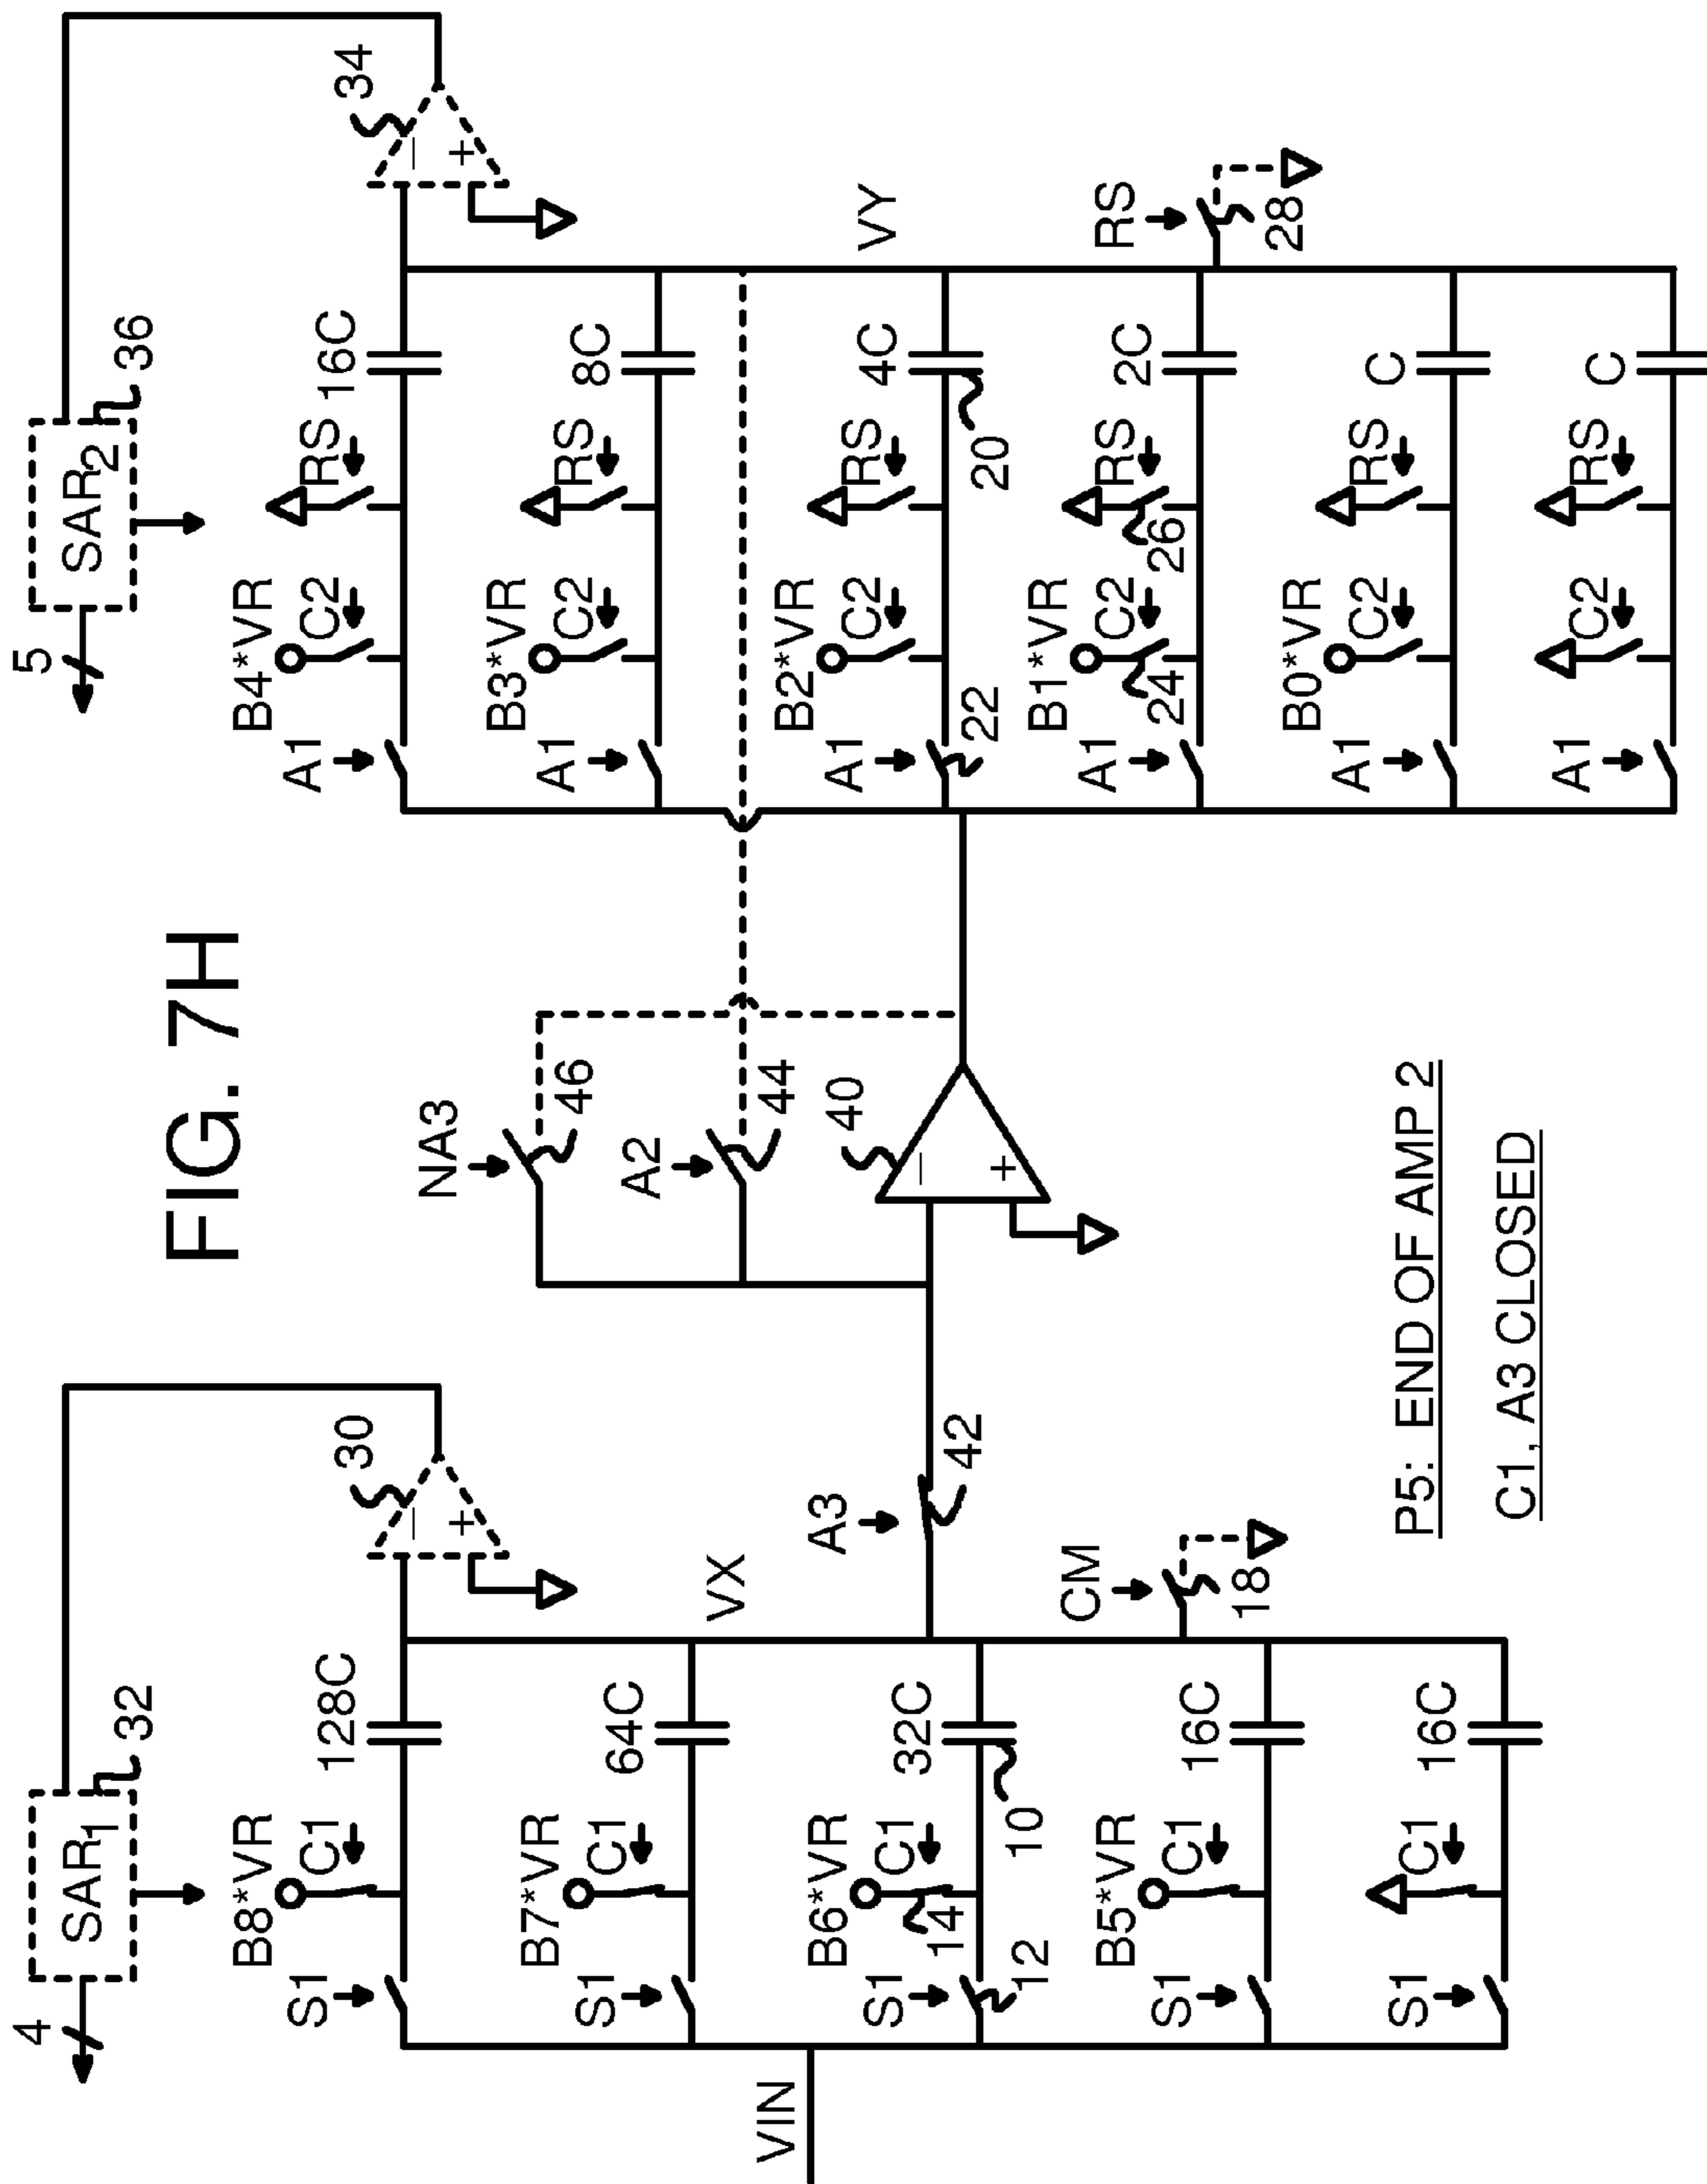 FIG. 7H
4
SAR1
32
30
5
SAR2
36
34
B8*VR
C1
S1
128C
B7*VR
C1
S1
64C
B6*VR
C1
S1
14
12
32C
10
B5*VR
C1
S1
16C
C1
S1
16C
VIN
VX
CM
18
A3
42
NA3
46
A2
44
40
−
+
−
+
−
+
B4*VR
C2
RS
A1
16C
B3*VR
C2
RS
A1
8C
B2*VR
C2
RS
A1
22
4C
20
B1*VR
C2
RS
A1
24
26
2C
B0*VR
C2
RS
A1
C
C2
RS
A1
C
VY
RS
28
P5: END OF AMP 2
C1, A3 CLOSED